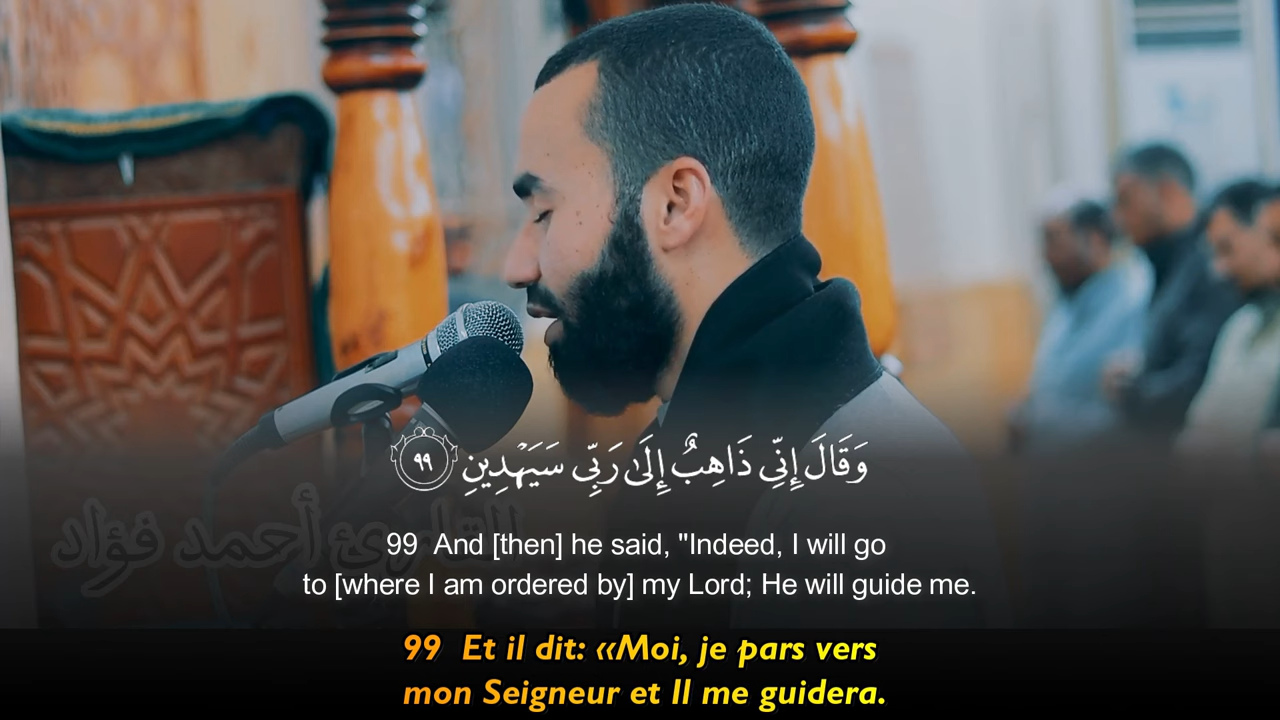 وَقَالَ إِنِّي ذَاهِبٌ إِلَىٰ رَبِّي سَيَهْدِينِ ٩٩
القارئ أحمد فؤاد
99 And [then] he said, "Indeed, I will go
to [where I am ordered by] my Lord; He will guide me.
99 Et il dit: «Moi, je pars vers
mon Seigneur et Il me guidera.